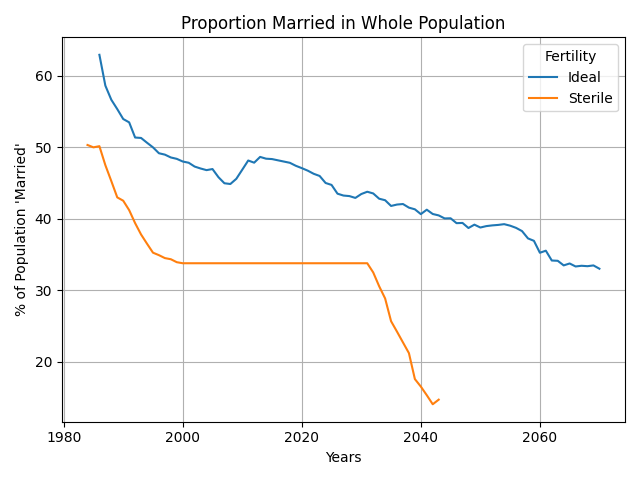 Proportion Married in Whole Population
% of Population 'Married'
60
50
40
30
20
1980
2000
2020
2040
2060
Years
Fertility
Ideal
Sterile